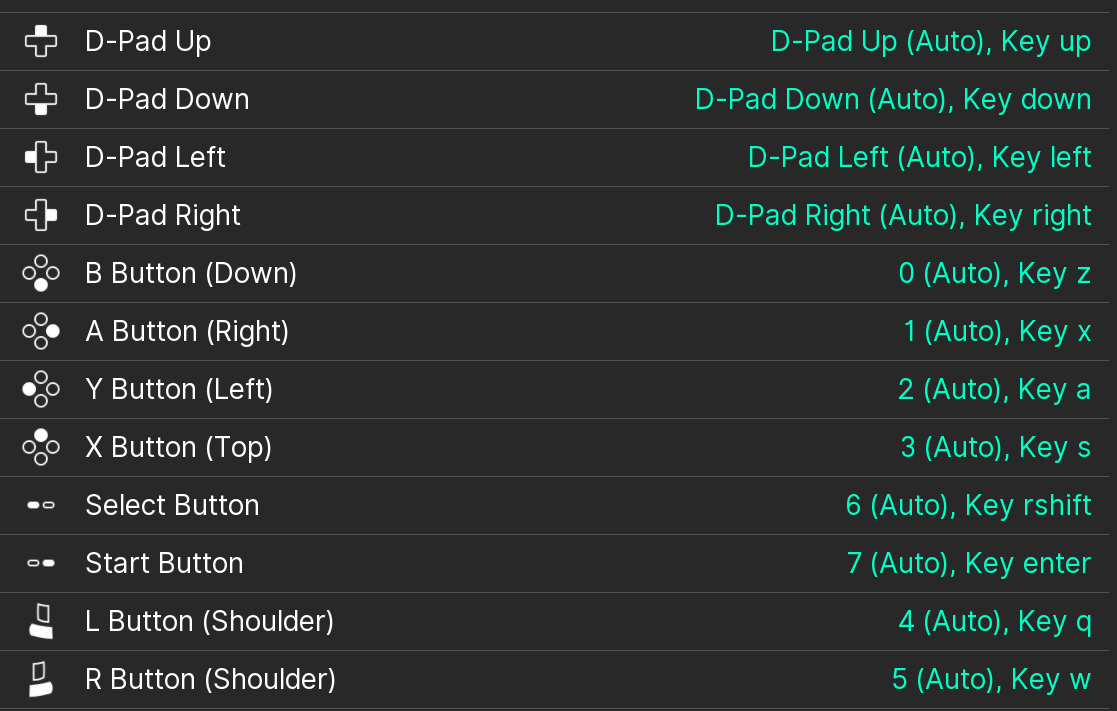 D-Pad Up D-Pad Up (Auto), Key up
D-Pad Down D-Pad Down (Auto), Key down
D-Pad Left D-Pad Left (Auto), Key left
D-Pad Right D-Pad Right (Auto), Key right
B Button (Down) 0 (Auto), Key z
A Button (Right) 1 (Auto), Key x
Y Button (Left) 2 (Auto), Key a
X Button (Top) 3 (Auto), Key s
Select Button 6 (Auto), Key rshift
Start Button 7 (Auto), Key enter
L Button (Shoulder) 4 (Auto), Key q
R Button (Shoulder) 5 (Auto), Key w